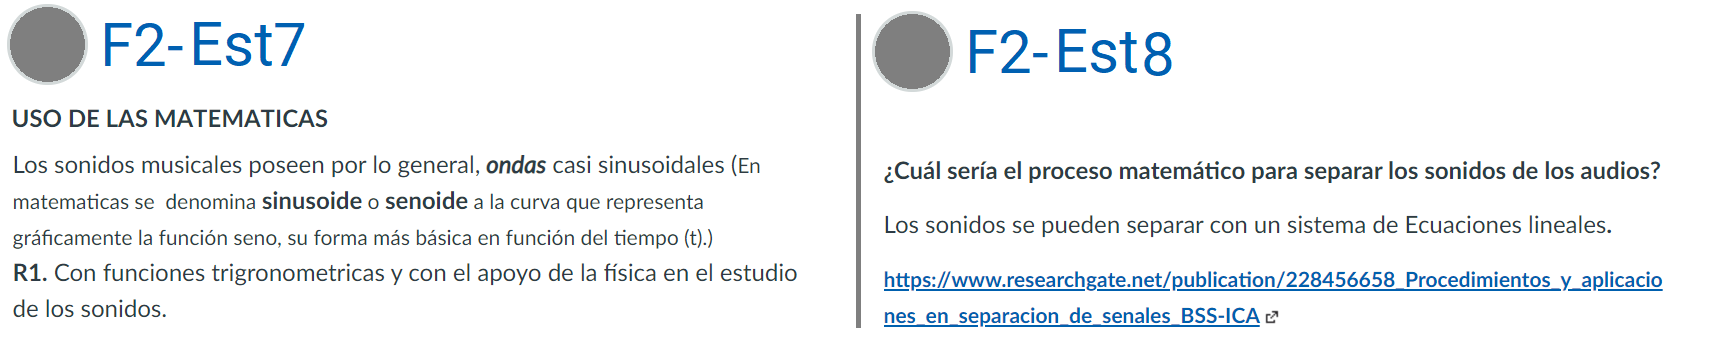 F2-Est7
USO DE LAS MATEMATICAS
Los sonidos musicales poseen por lo general, ondas casi sinusoidales (En
matematicas se denomina sinusoide o senoide a la curva que representa
gráficamente la función seno, su forma más básica en función del tiempo (t).)
R1. Con funciones trigronometricas y con el apoyo de la física en el estudio
de los sonidos.
F2-Est8
¿Cuál sería el proceso matemático para separar los sonidos de los audios?
Los sonidos se pueden separar con un sistema de Ecuaciones lineales.
https://www.researchgate.net/publication/228456658_Procedimientos_y_aplicacio
nes_en_separacion_de_senales_BSS-ICA